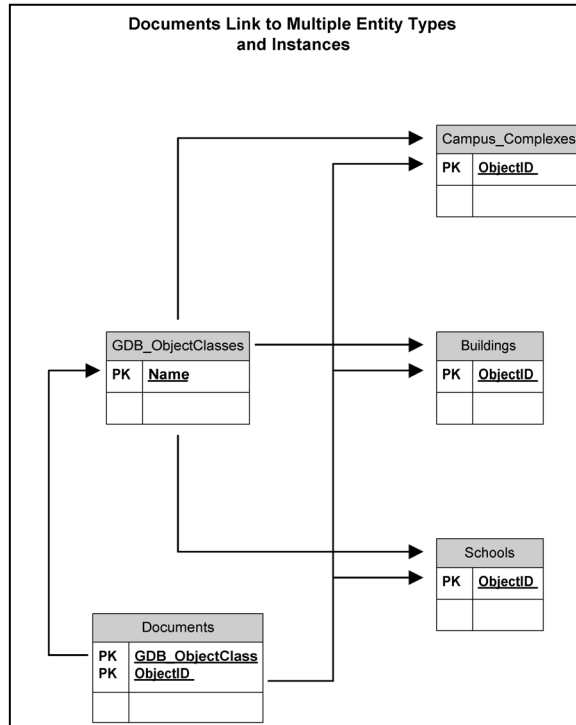 Documents Link to Multiple Entity Types
and Instances
Campus_Complexes
PK ObjectID
GDB_ObjectClasses
PK Name
Buildings
PK ObjectID
Schools
PK ObjectID
Documents
PK GDB_ObjectClass
PK ObjectID